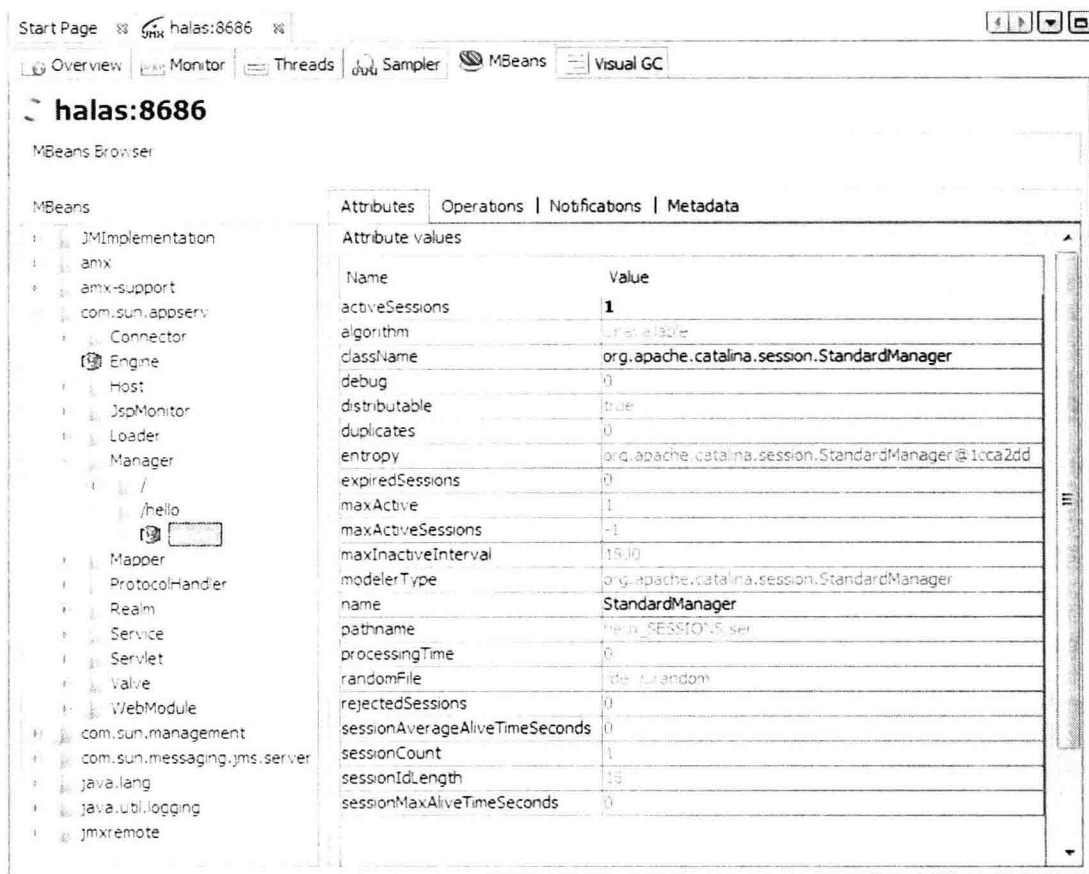 Start Page halas:8686
Overview Monitor Threads Sampler MBeans Visual GC
halas:8686
MBeans Browser
MBeans
JMImplementation
amx
amx-support
com.sun.appserv
Connector
Engine
Host
JspMonitor
Loader
Manager
/
/hello
Mapper
ProtocolHandler
Realm
Service
Servlet
Valve
WebModule
com.sun.management
com.sun.messaging.jms.server
java.lang
java.util.logging
jmxremote
Attributes Operations Notifications Metadata
Attribute values
Name Value
activeSessions 1
algorithm unavailable
className org.apache.catalina.session.StandardManager
debug 0
distributable true
duplicates 0
entropy org.apache.catalina.session.StandardManager@1cca2dd
expiredSessions 0
maxActive 1
maxActiveSessions -1
maxInactiveInterval 1800
modelerType org.apache.catalina.session.StandardManager
name StandardManager
pathname hello_SESSIONS.ser
processingTime 0
randomFile /dev/urandom
rejectedSessions 0
sessionAverageAliveTimeSeconds 0
sessionCount 1
sessionIdLength 16
sessionMaxAliveTimeSeconds 0